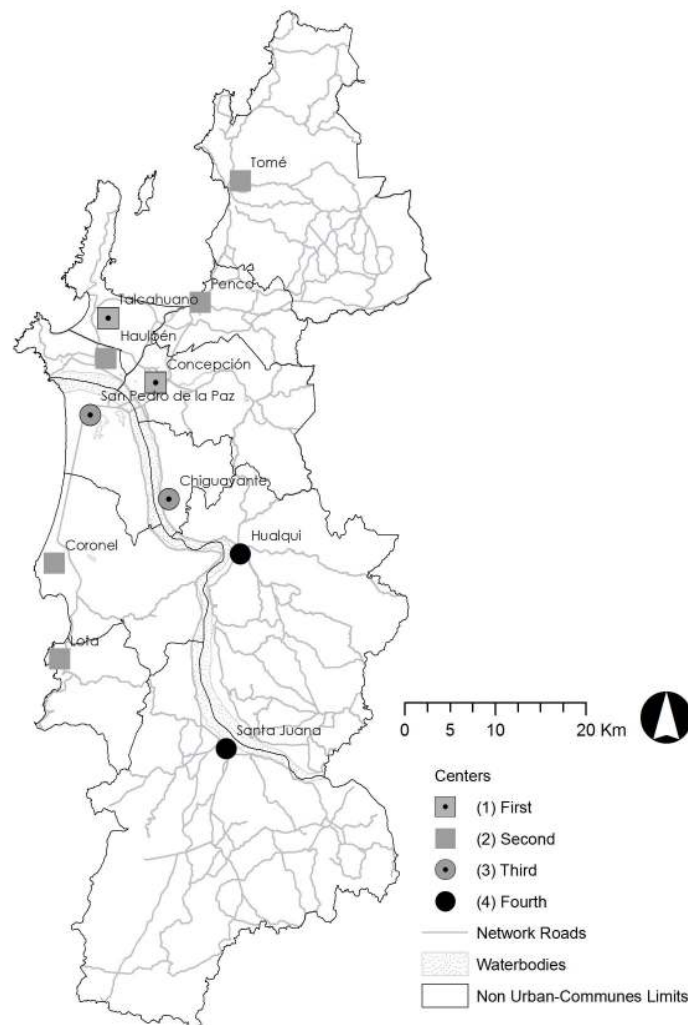 Tomé
Penco
Talcahuano
Haulpén
Concepción
San Pedro de la Paz
Chiguayante
Hualqui
Coronel
Lota
Santa Juana
0 5 10 20 Km
Centers
(1) First
(2) Second
(3) Third
(4) Fourth
Network Roads
Waterbodies
Non Urban-Communes Limits